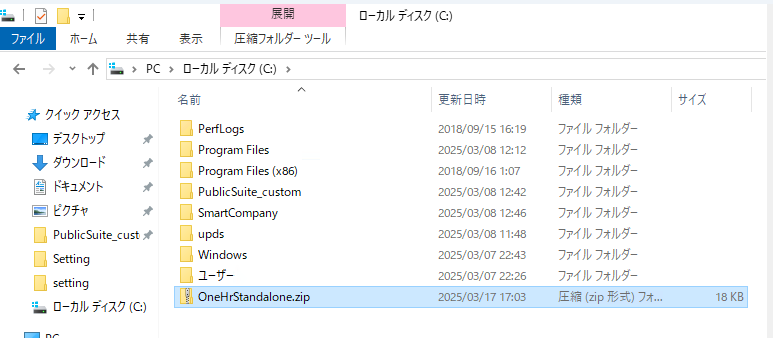 展開
ローカル ディスク (C:)
ファイル ホーム 共有 表示 圧縮フォルダー ツール
PC ローカル ディスク (C:)
クイック アクセス
デスクトップ
ダウンロード
ドキュメント
ピクチャ
PublicSuite_cust
Setting
setting
ローカル ディスク (C:)
PC
名前 更新日時 種類 サイズ
PerfLogs 2018/09/15 16:19 ファイル フォルダー
Program Files 2025/03/08 12:12 ファイル フォルダー
Program Files (x86) 2018/09/16 1:07 ファイル フォルダー
PublicSuite_custom 2025/03/08 12:42 ファイル フォルダー
SmartCompany 2025/03/08 12:46 ファイル フォルダー
upds 2025/03/08 11:48 ファイル フォルダー
Windows 2025/03/07 22:43 ファイル フォルダー
ユーザー 2025/03/07 22:26 ファイル フォルダー
OneHrStandalone.zip 2025/03/17 17:03 圧縮 (zip 形式) フォ... 18 KB